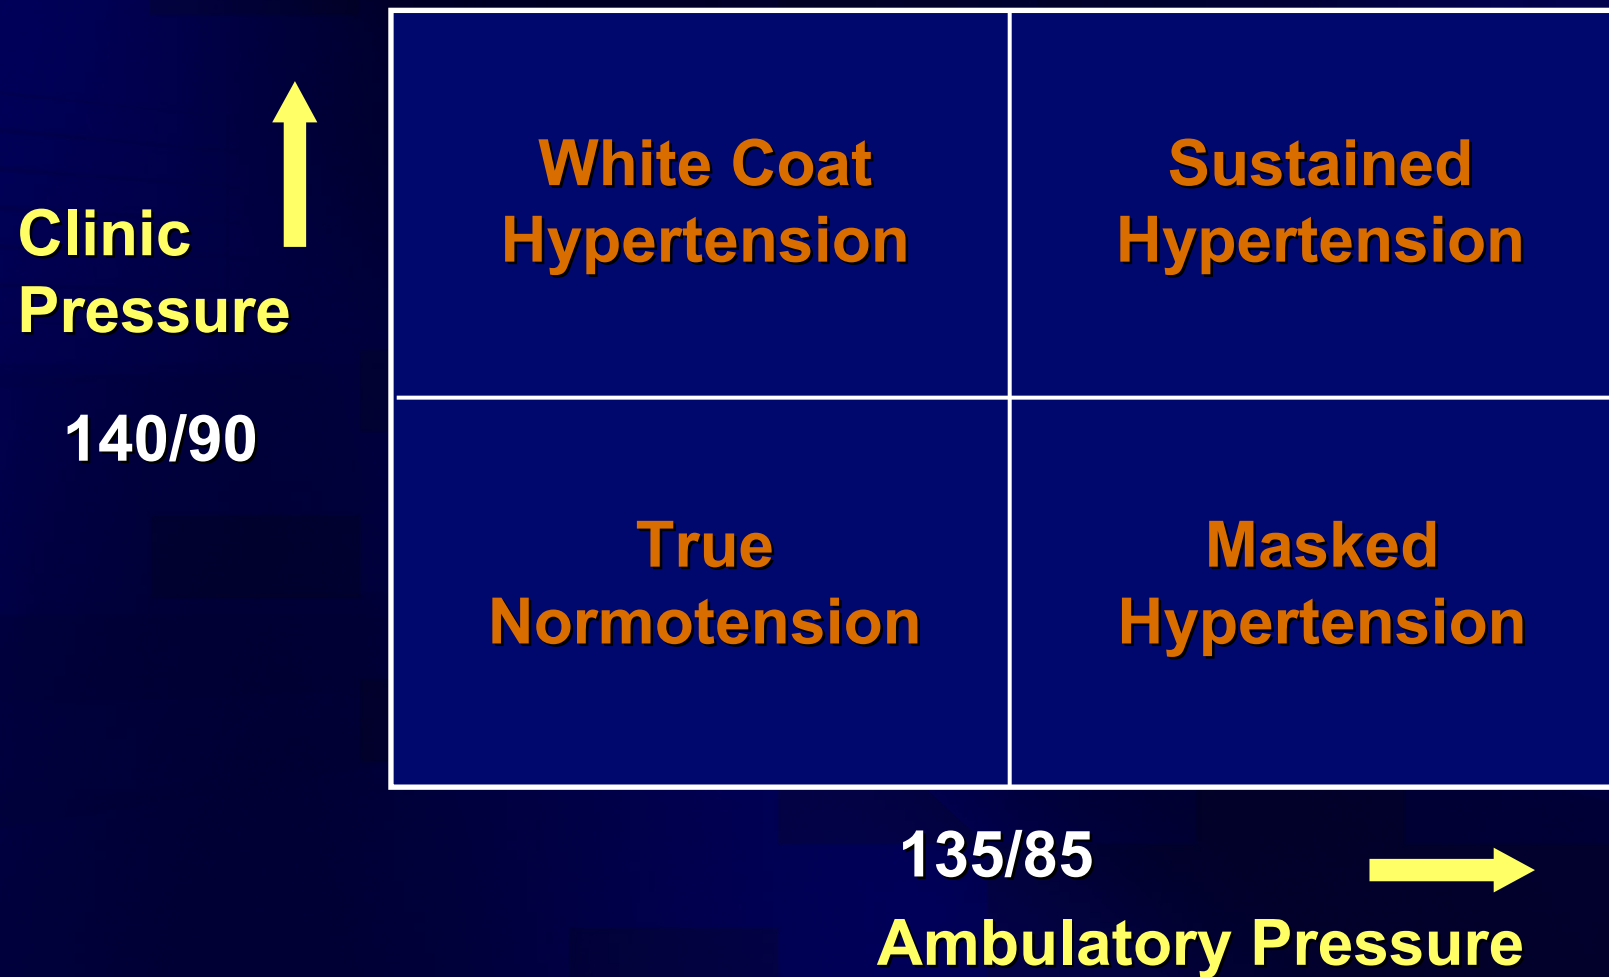 White Coat
Hypertension
Sustained
Hypertension
Clinic
Pressure
140/90
True
Normotension
Masked
Hypertension
135/85
Ambulatory Pressure